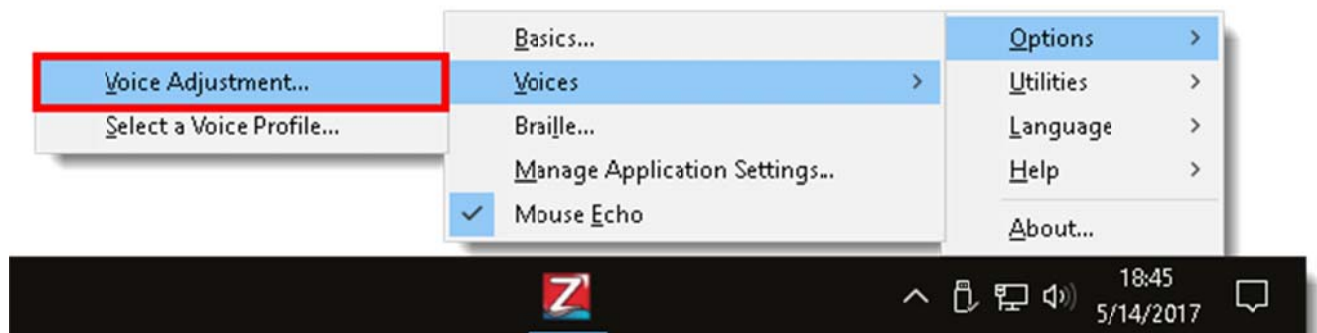 Voice Adjustment...
Select a Voice Profile...
Basics...
Voices
Braille...
Manage Application Settings...
Mouse Echo
Options
Utilities
Language
Help
About...
Z
18:45
5/14/2017